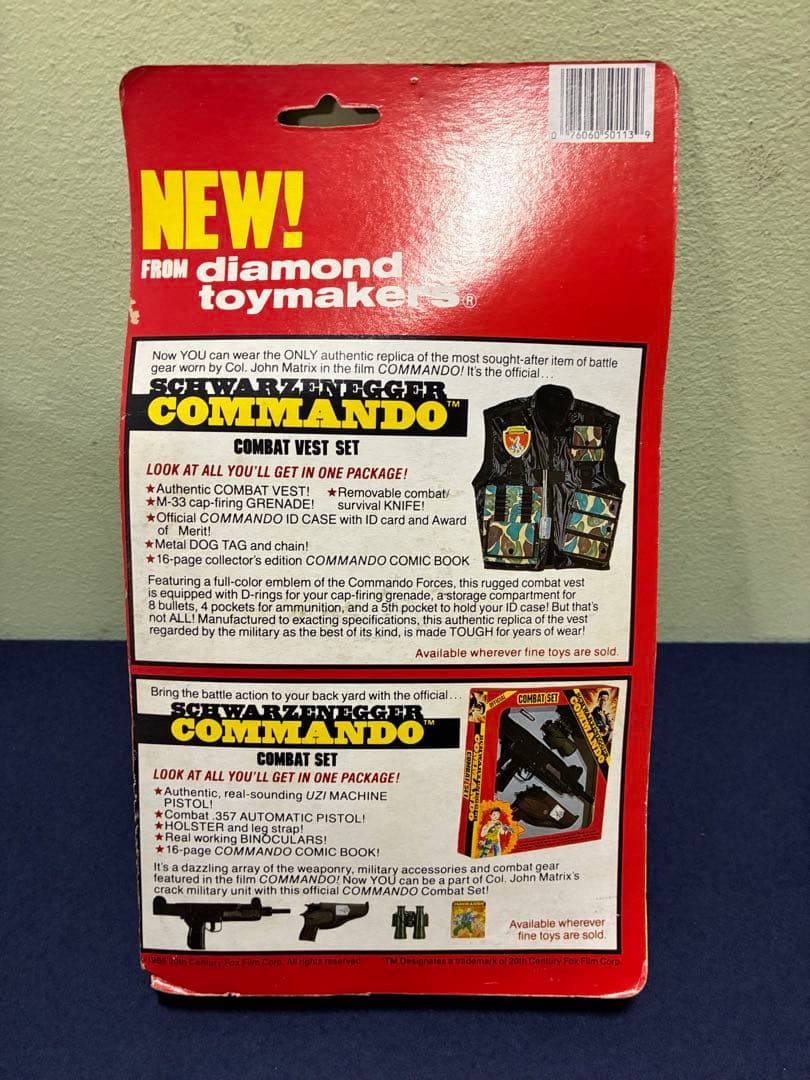 0 76060 50113 9
NEW!
FROM diamond
toymakers®
Now YOU can wear the ONLY authentic replica of the most sought-after item of battle
gear worn by Col. John Matrix in the film COMMANDO! It's the official...
SCHWARZENEGGER
COMMANDO™
COMBAT VEST SET
LOOK AT ALL YOU'LL GET IN ONE PACKAGE!
★Authentic COMBAT VEST! ★Removable combat/
★M-33 cap-firing GRENADE! survival KNIFE!
★Official COMMANDO ID CASE with ID card and Award
of Merit!
★Metal DOG TAG and chain!
★16-page collector's edition COMMANDO COMIC BOOK
Featuring a full-color emblem of the Commando Forces, this rugged combat vest
is equipped with D-rings for your cap-firing grenade, a storage compartment for
8 bullets, 4 pockets for ammunition, and a 5th pocket to hold your ID case! But that's
not ALL! Manufactured to exacting specifications, this authentic replica of the vest
regarded by the military as the best of its kind, is made TOUGH for years of wear!
Available wherever fine toys are sold.
Bring the battle action to your back yard with the official...
SCHWARZENEGGER
COMMANDO™
COMBAT SET
LOOK AT ALL YOU'LL GET IN ONE PACKAGE!
★Authentic, real-sounding UZI MACHINE
PISTOL!
★Combat .357 AUTOMATIC PISTOL!
★HOLSTER and leg strap!
★Real working BINOCULARS!
★16-page COMMANDO COMIC BOOK!
OFFICIAL COMBAT SET
COMMANDO
It's a dazzling array of the weaponry, military accessories and combat gear
featured in the film COMMANDO! Now YOU can be a part of Col. John Matrix's
crack military unit with this official COMMANDO Combat Set!
COMMANDO
Available wherever
fine toys are sold.
20th Century Fox Film Corp. All rights reserved. ™ Designates a trademark of 20th Century Fox Film Corp.